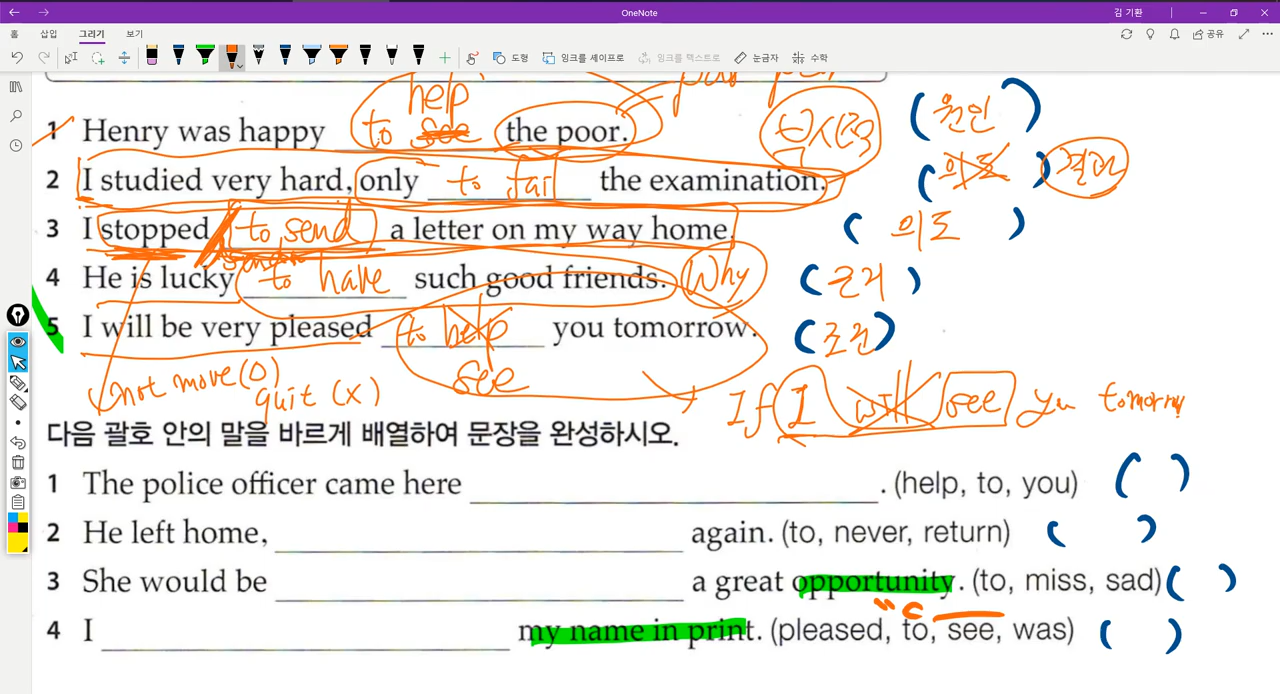 OneNote
김 기환
홈 삽입 그리기 보기
공유
도형 잉크를 셰이프로 잉크를 텍스트로 눈금자 수학
help
1 Henry was happy to see the poor. (원인)
2 I studied very hard, only to fail the examination. (의도) 결과
3 I stopped to send a letter on my way home. (의도)
4 He is lucky to have such good friends. Why (근거)
5 I will be very pleased to help you tomorrow. (조건)
see
not move (O)
quit (X)
If I will see you tomorrow
다음 괄호 안의 말을 바르게 배열하여 문장을 완성하시오.
1 The police officer came here . (help, to, you) ( )
2 He left home, again. (to, never, return) ( )
3 She would be a great opportunity. (to, miss, sad) ( )
4 I my name in print. (pleased, to, see, was) ( )